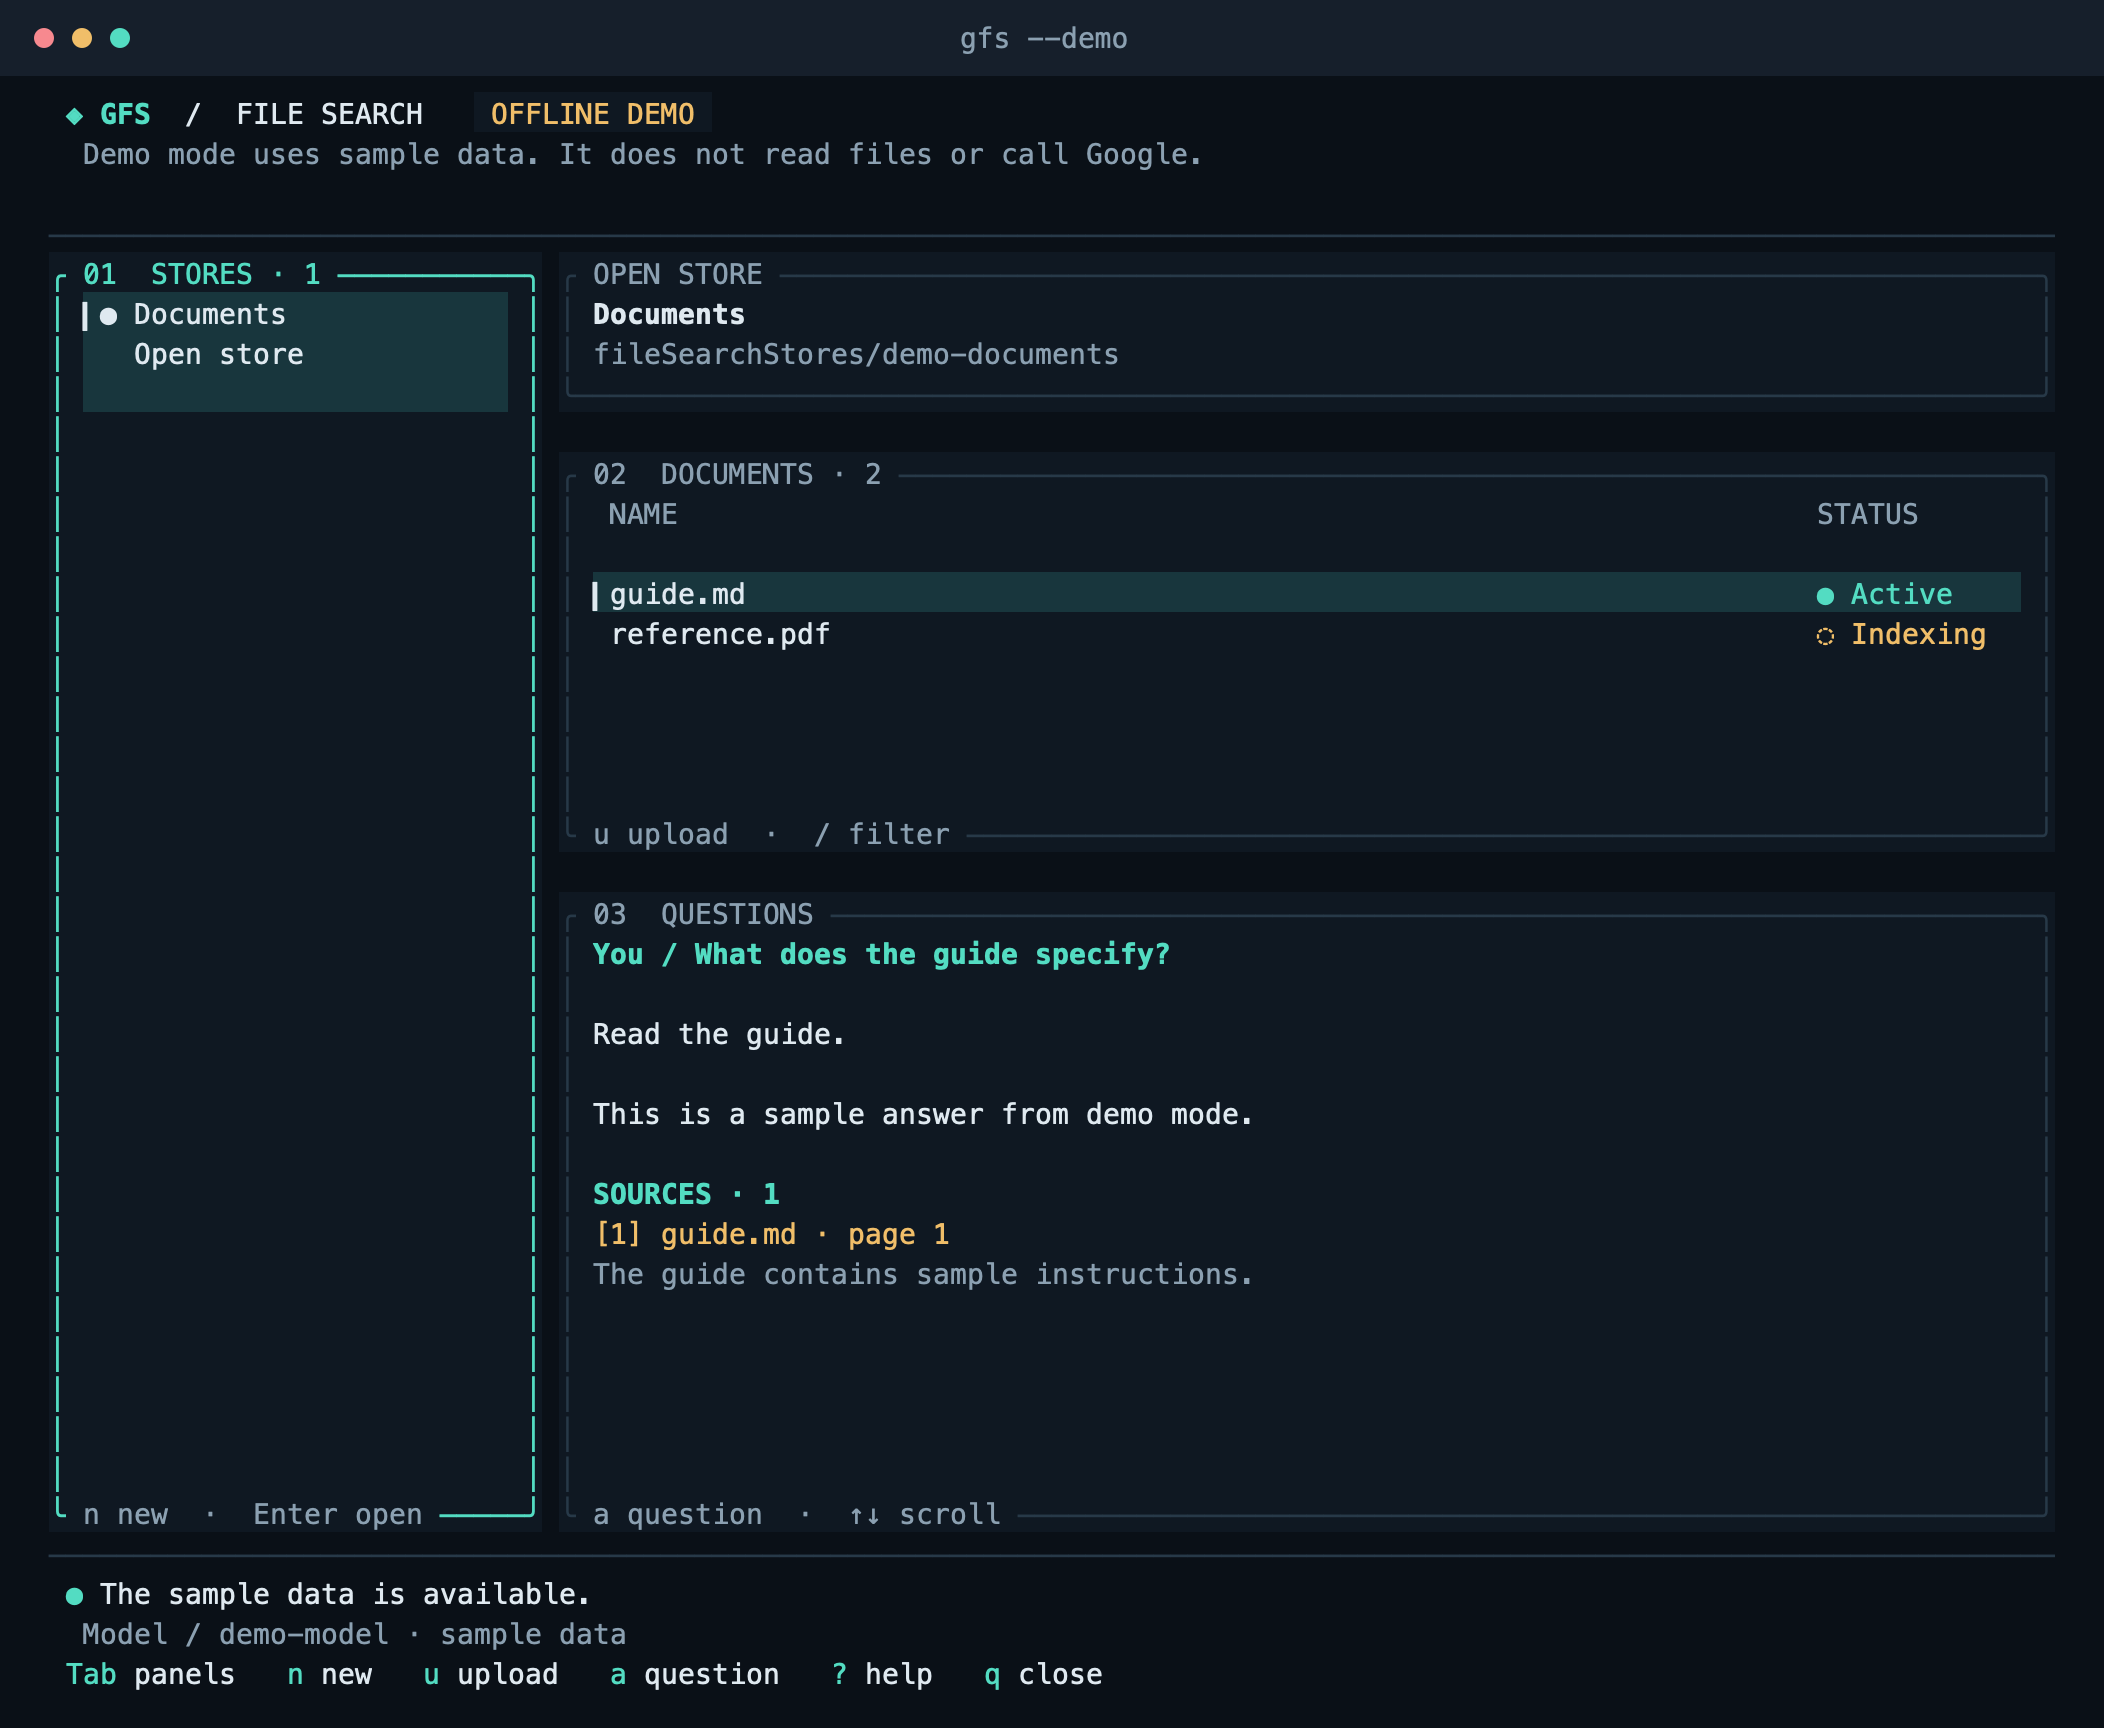 gfs --demo
◆ GFS / FILE SEARCH OFFLINE DEMO
Demo mode uses sample data. It does not read files or call Google.
01 STORES · 1
● Documents
Open store
n new · Enter open
OPEN STORE
Documents
fileSearchStores/demo-documents
02 DOCUMENTS · 2
NAME STATUS
guide.md ● Active
reference.pdf ◌ Indexing
u upload · / filter
03 QUESTIONS
You / What does the guide specify?
Read the guide.
This is a sample answer from demo mode.
SOURCES · 1
[1] guide.md · page 1
The guide contains sample instructions.
a question · ↑↓ scroll
● The sample data is available.
Model / demo-model · sample data
Tab panels n new u upload a question ? help q close